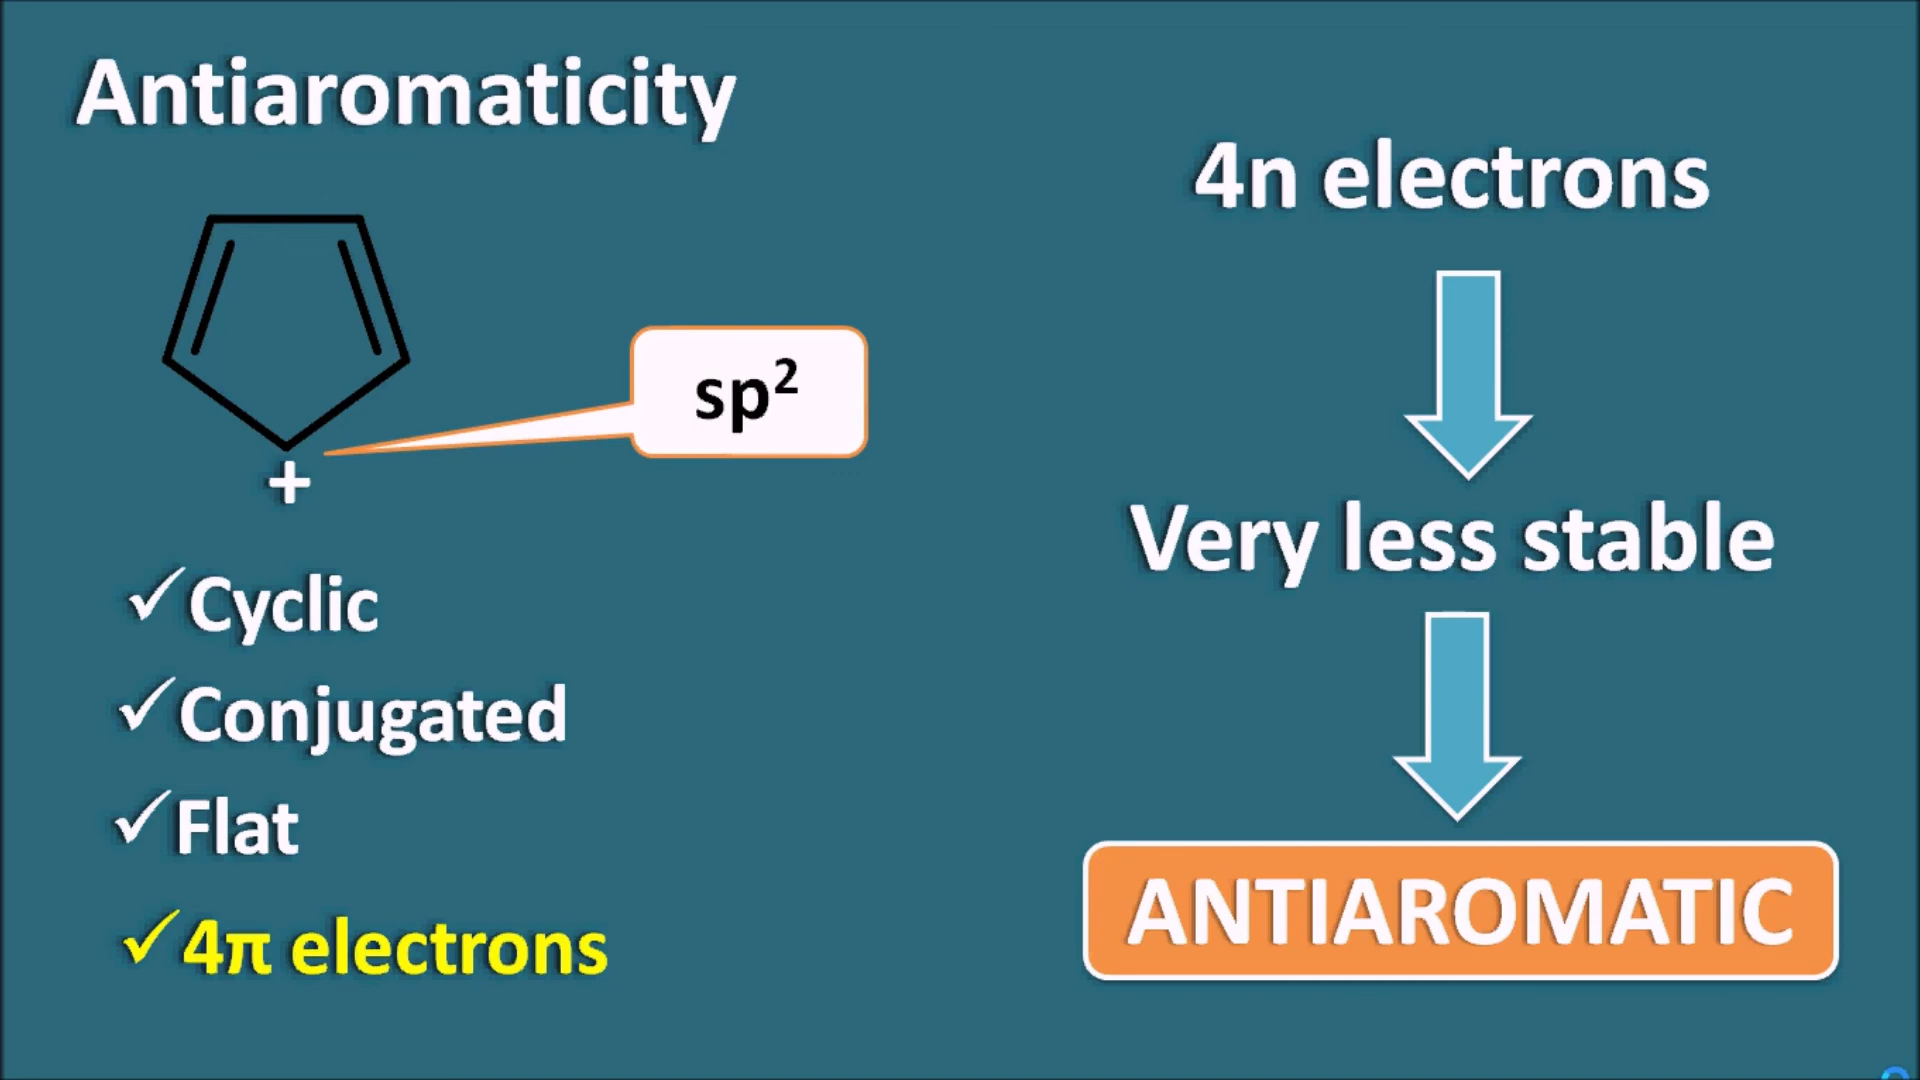 Antiaromaticity
+
sp²
✓Cyclic
✓Conjugated
✓Flat
✓4π electrons
4n electrons
Very less stable
ANTIAROMATIC